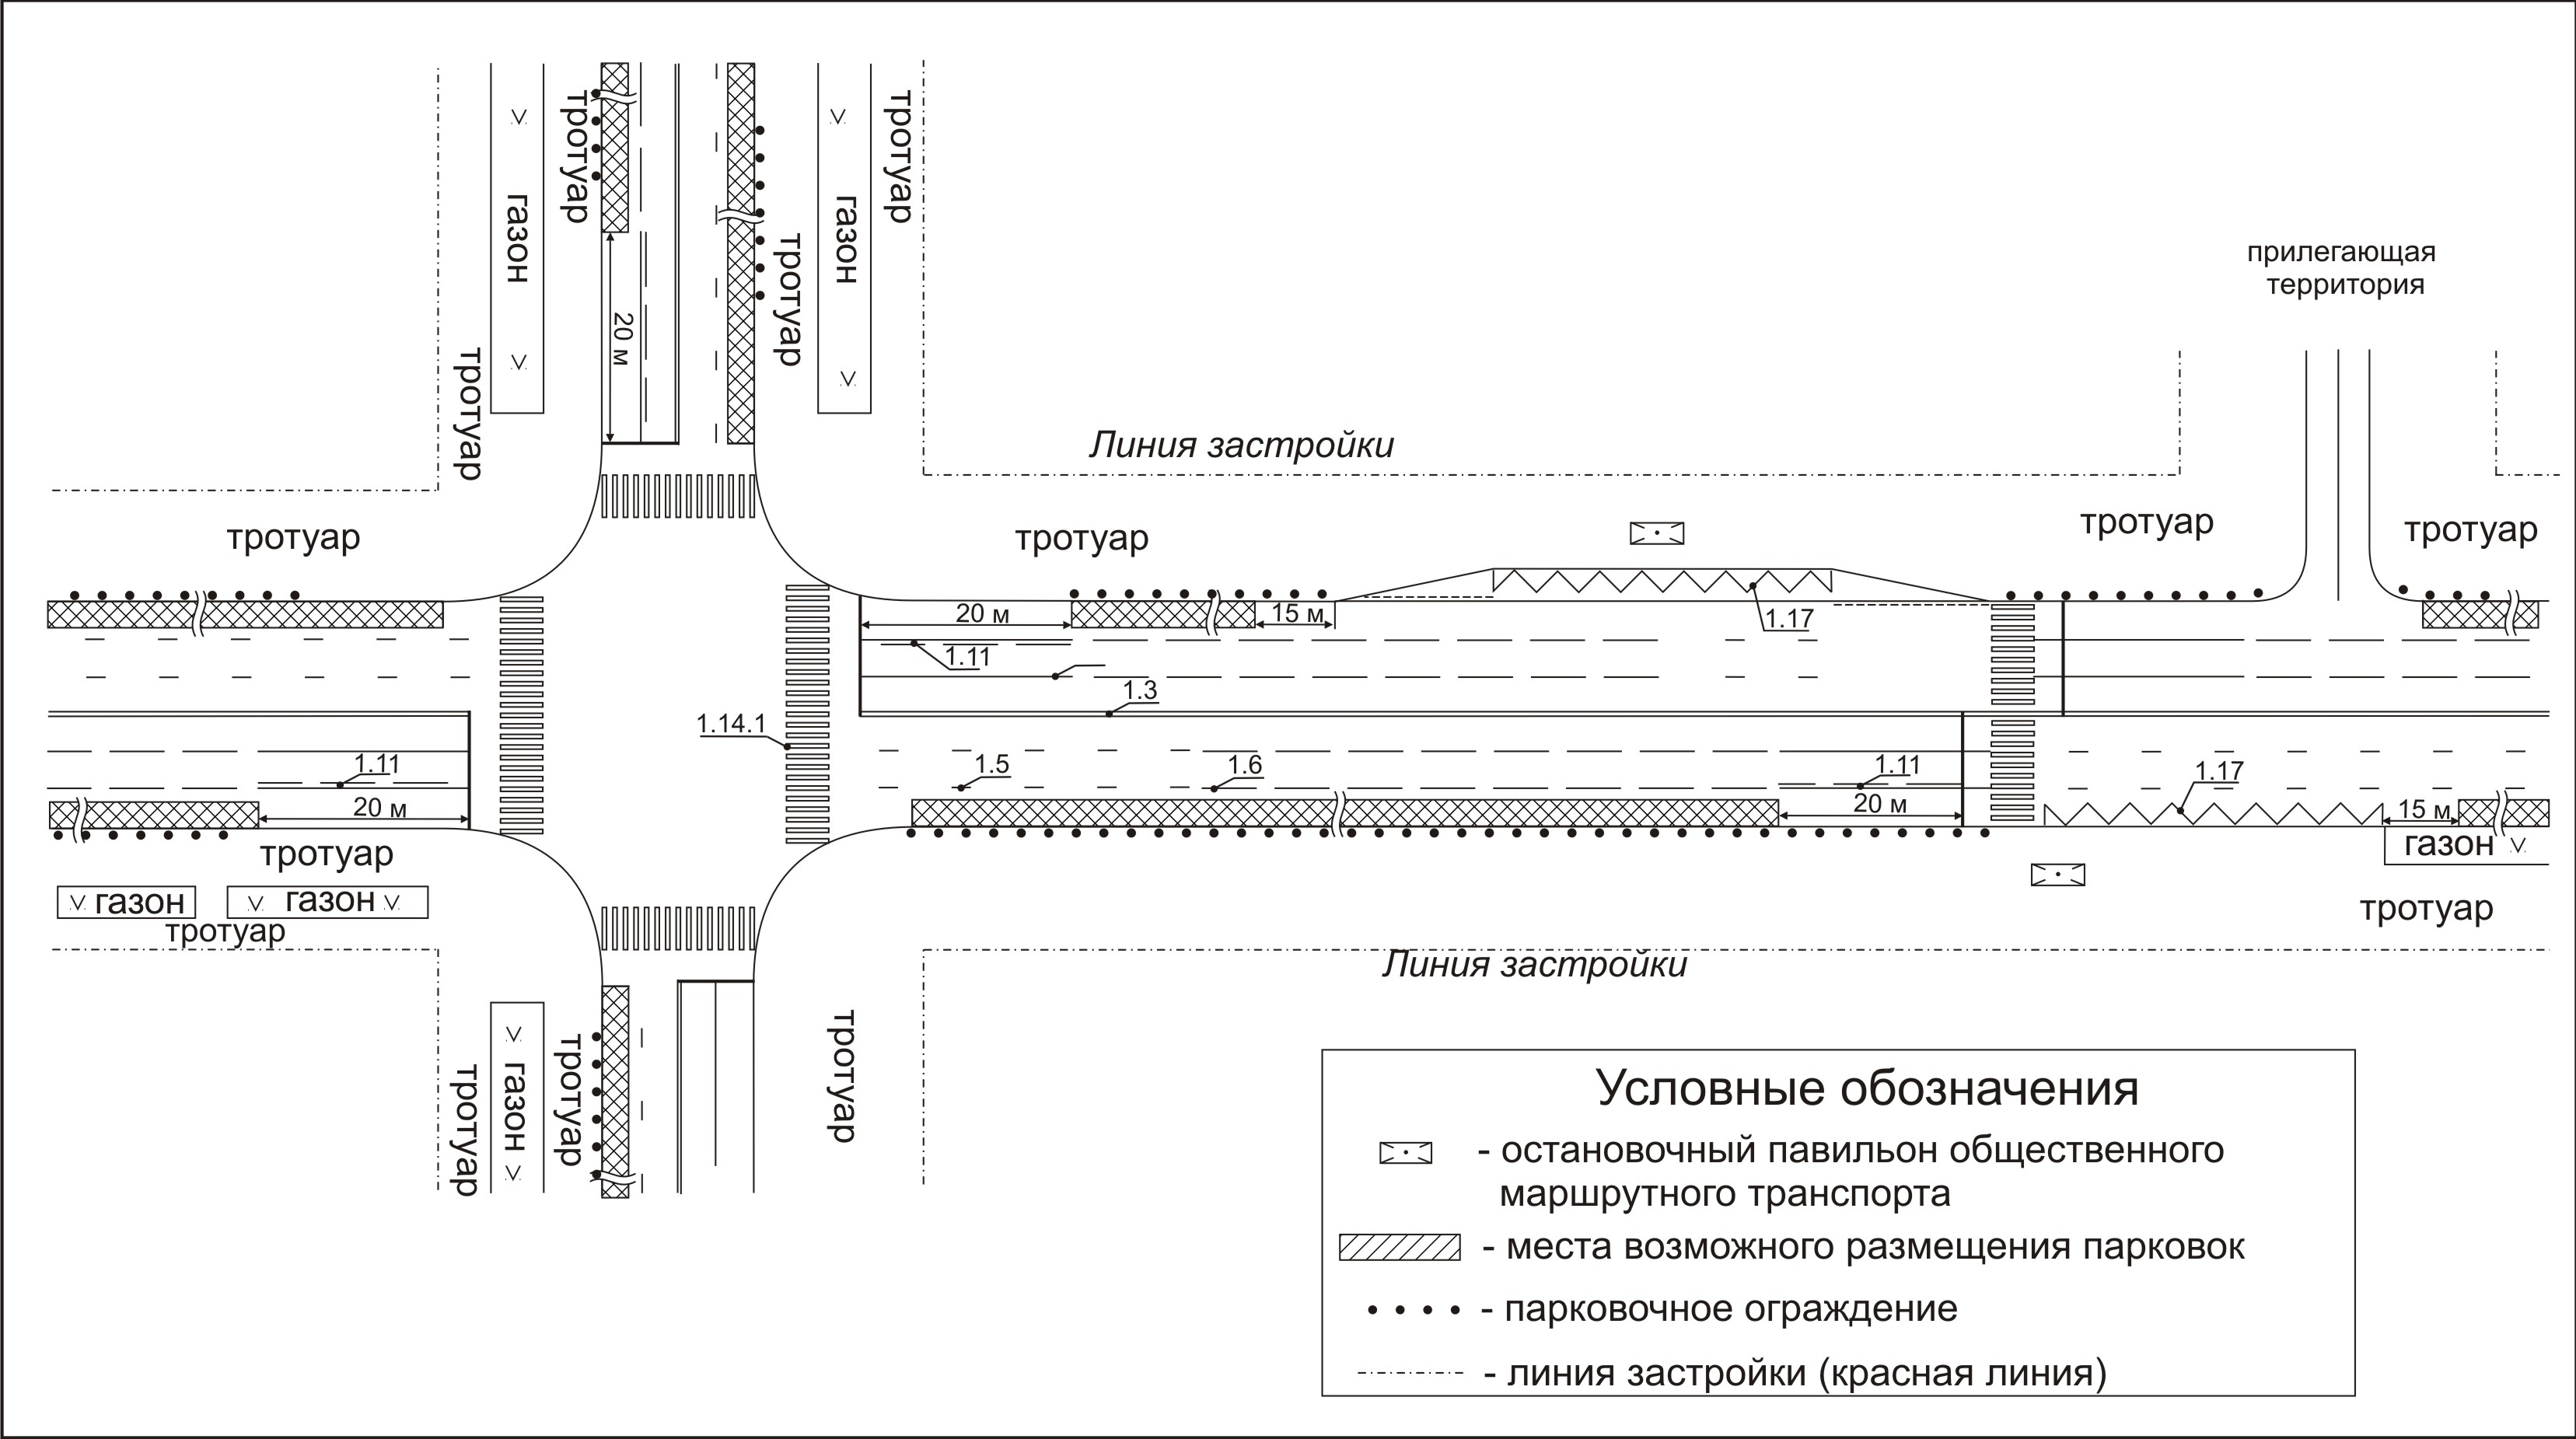 тротуар
газон
тротуар
газон
тротуар
тротуар
20 м
тротуар
прилегающая
территория
Линия застройки
тротуар
тротуар
тротуар
тротуар
20 м
15 м
1.17
1.11
1.3
1.14.1
1.11
20 м
1.5
1.6
1.11
20 м
1.17
15 м
газон
тротуар
газон
газон
тротуар
тротуар
Линия застройки
тротуар
газон
тротуар
тротуар
Условные обозначения
- остановочный павильон общественного
маршрутного транспорта
- места возможного размещения парковок
- парковочное ограждение
- линия застройки (красная линия)